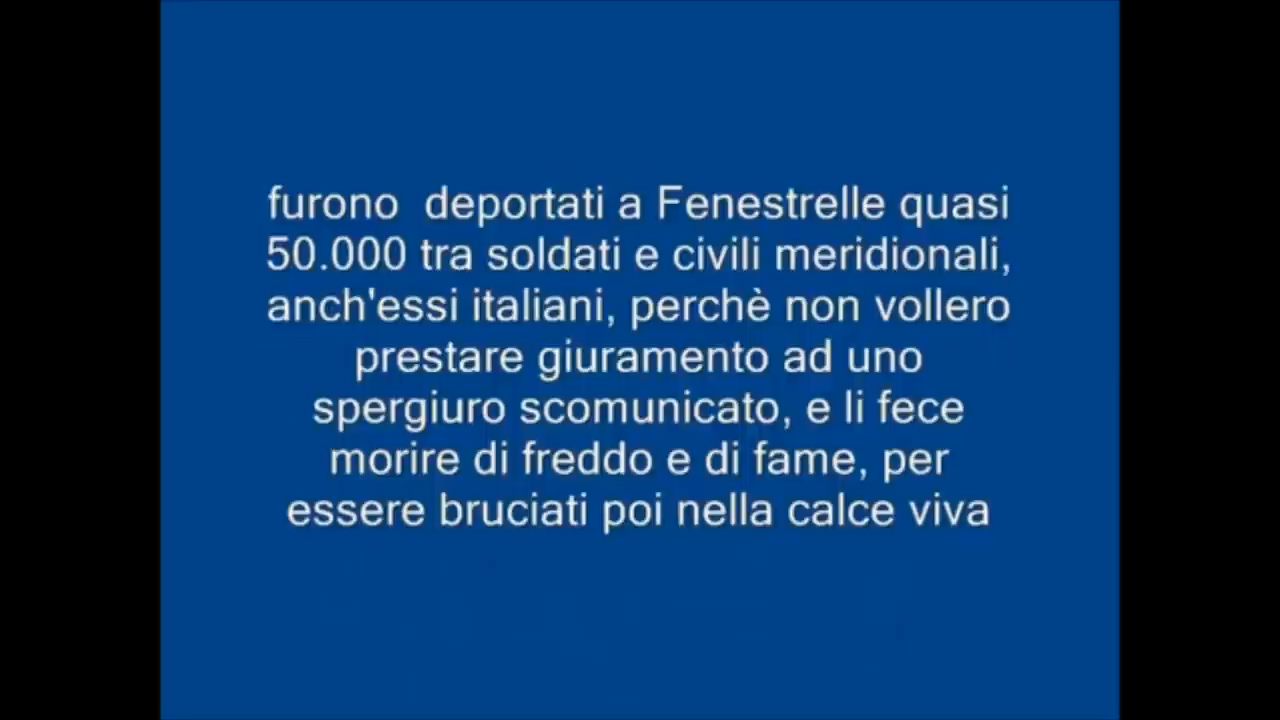 furono  deportati a Fenestrelle quasi
50.000 tra soldati e civili meridionali,
anch'essi italiani, perchè non vollero
prestare giuramento ad uno
spergiuro scomunicato, e li fece
morire di freddo e di fame, per
essere bruciati poi nella calce viva